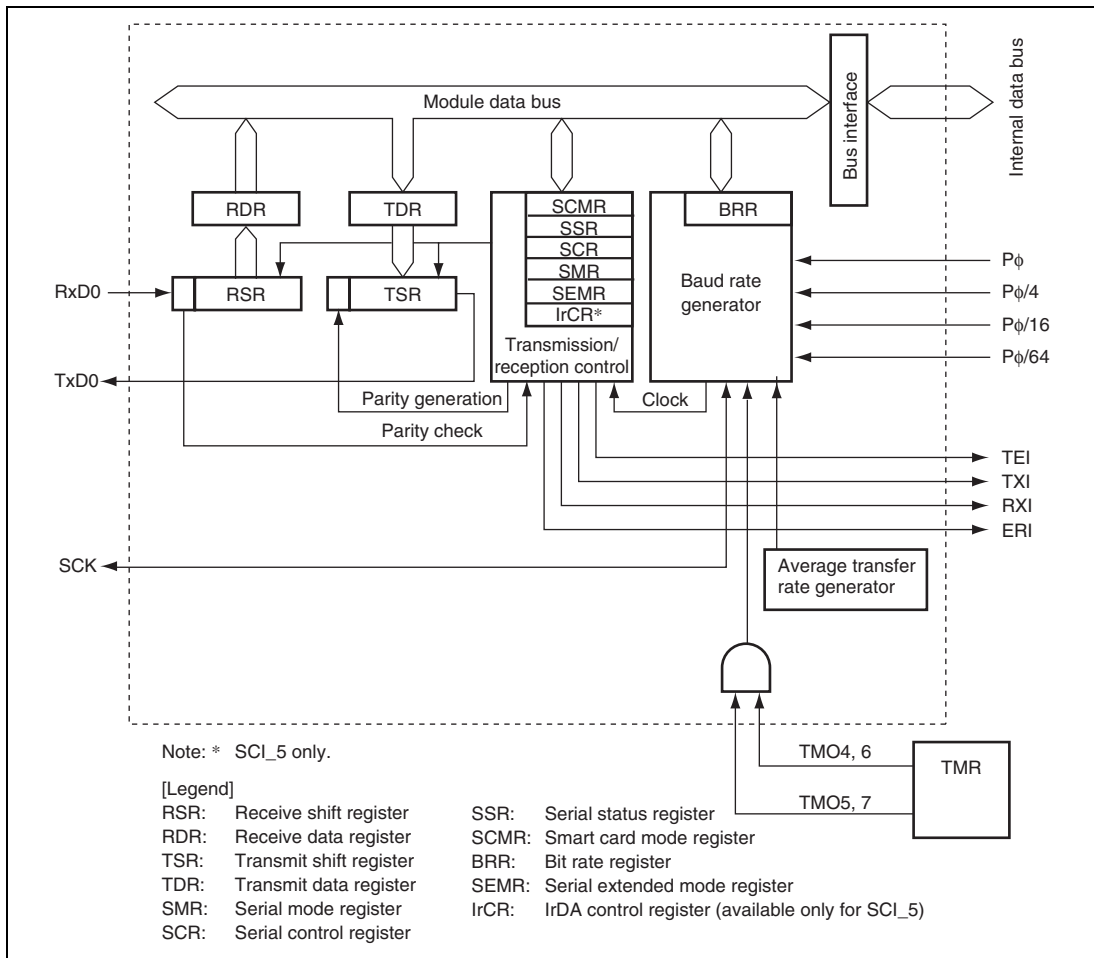 Module data bus
Bus interface
Internal data bus
RDR
TDR
SCMR
SSR
SCR
SMR
SEMR
IrCR*
Transmission/
reception control
BRR
Baud rate
generator
RxD0
RSR
TSR
Pφ
Pφ/4
Pφ/16
Pφ/64
TxD0
Parity generation
Clock
Parity check
TEI
TXI
RXI
ERI
SCK
Average transfer
rate generator
TMO4, 6
TMR
TMO5, 7
Note: * SCI_5 only.
[Legend]
RSR: Receive shift register
RDR: Receive data register
TSR: Transmit shift register
TDR: Transmit data register
SMR: Serial mode register
SCR: Serial control register
SSR: Serial status register
SCMR: Smart card mode register
BRR: Bit rate register
SEMR: Serial extended mode register
IrCR: IrDA control register (available only for SCI_5)